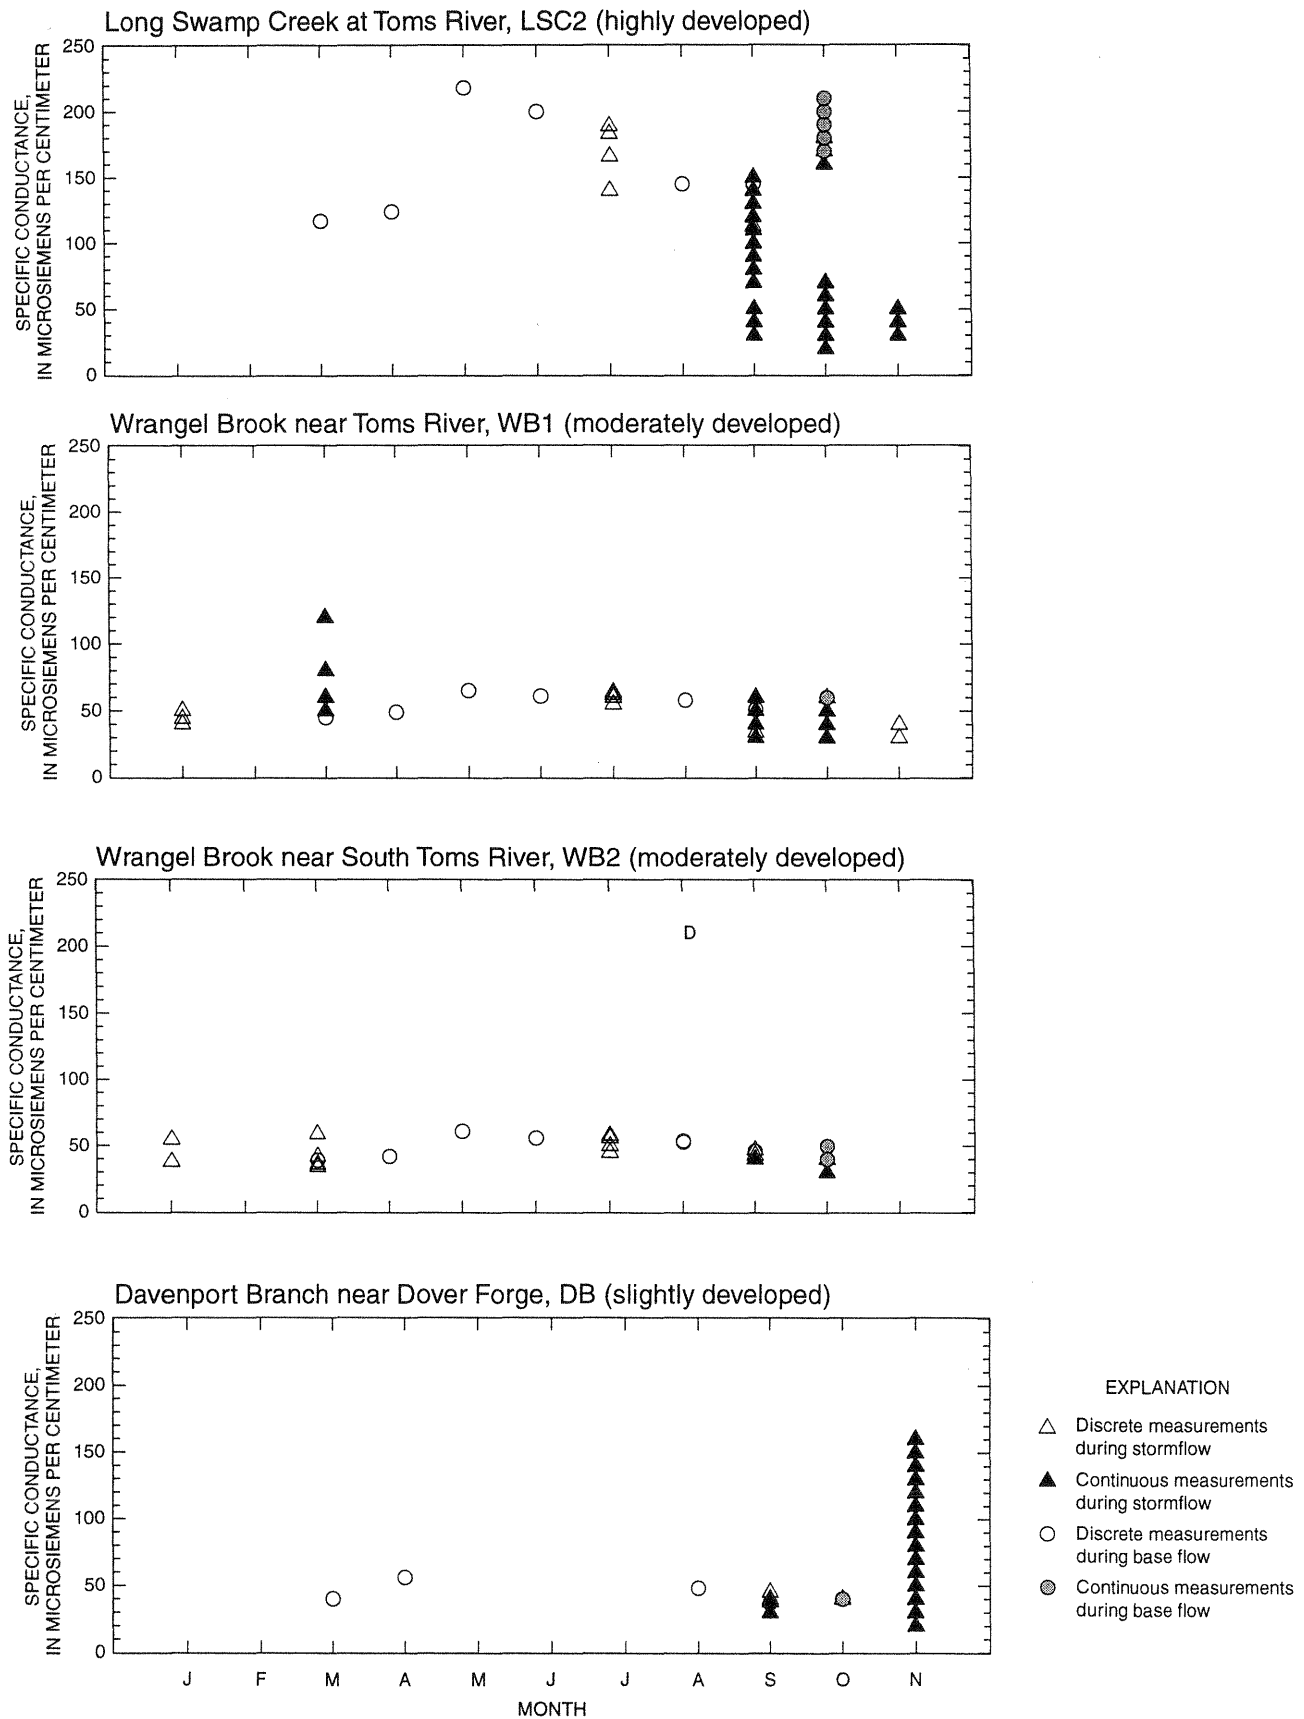 Long Swamp Creek at Toms River, LSC2 (highly developed)
SPECIFIC CONDUCTANCE,
IN MICROSIEMENS PER CENTIMETER
250
200
150
100
50
0
Wrangel Brook near Toms River, WB1 (moderately developed)
SPECIFIC CONDUCTANCE,
IN MICROSIEMENS PER CENTIMETER
250
200
150
100
50
0
Wrangel Brook near South Toms River, WB2 (moderately developed)
SPECIFIC CONDUCTANCE,
IN MICROSIEMENS PER CENTIMETER
250
200
150
100
50
0
D
Davenport Branch near Dover Forge, DB (slightly developed)
SPECIFIC CONDUCTANCE,
IN MICROSIEMENS PER CENTIMETER
250
200
150
100
50
0
J F M A M J J A S O N
MONTH
EXPLANATION
Discrete measurements
during stormflow
Continuous measurements
during stormflow
Discrete measurements
during base flow
Continuous measurements
during base flow